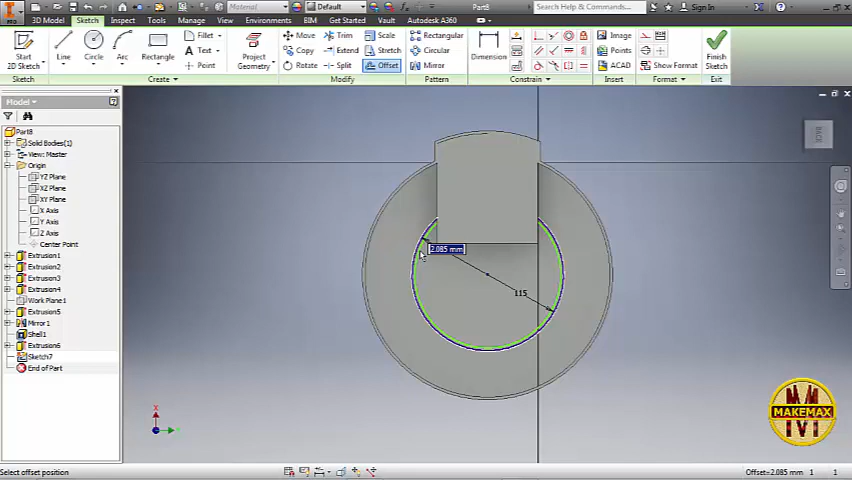 PRO
Material
Default
Part8
Search Help & Commands...
Sign In
3D Model
Sketch
Inspect
Tools
Manage
View
Environments
BIM
Get Started
Vault
Autodesk A360
Start
2D Sketch
Line
Circle
Arc
Rectangle
Fillet
Text
Point
Project
Geometry
Move
Copy
Rotate
Trim
Extend
Split
Scale
Stretch
Offset
Rectangular
Circular
Mirror
Dimension
Image
Points
ACAD
Show Format
Finish
Sketch
Sketch
Create
Modify
Pattern
Constrain
Insert
Format
Exit
Model
Part8
Solid Bodies(1)
View: Master
Origin
YZ Plane
XZ Plane
XY Plane
X Axis
Y Axis
Z Axis
Center Point
Extrusion1
Extrusion2
Extrusion3
Extrusion4
Work Plane1
Extrusion5
Mirror1
Shell1
Extrusion6
Sketch7
End of Part
BACK
2.085 mm
115
X
MAKEMAX
Select offset position
Offset=2.085 mm
1
1